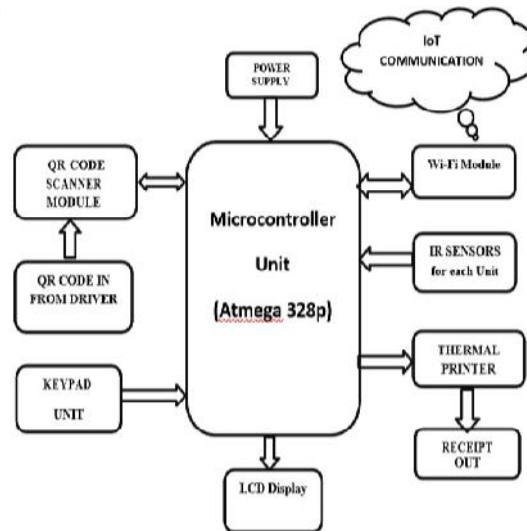 IoT
COMMUNICATION
POWER
SUPPLY
QR CODE
SCANNER
MODULE
Wi-Fi Module
Microcontroller
Unit
(Atmega 328p)
IR SENSORS
for each Unit
QR CODE IN
FROM DRIVER
THERMAL
PRINTER
KEYPAD
UNIT
RECEIPT
OUT
LCD Display